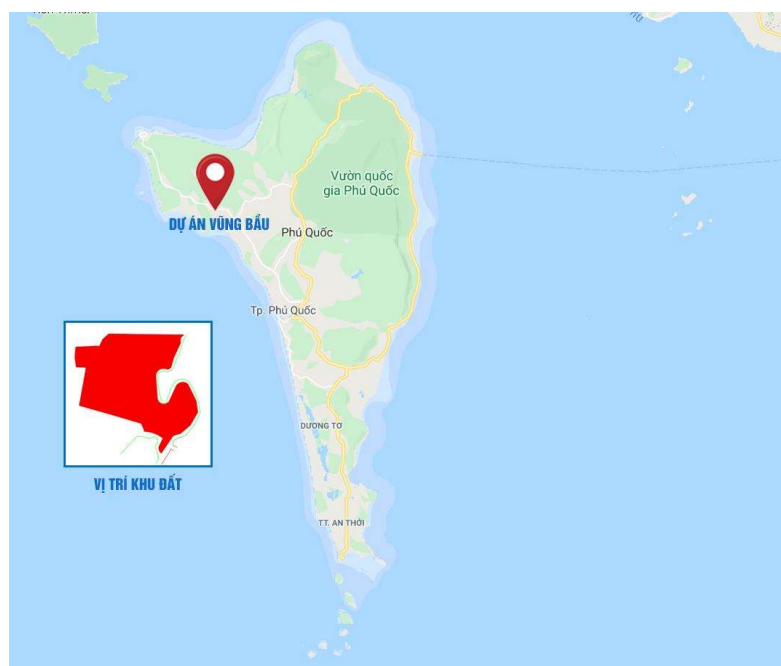 Vườn quốc
gia Phú Quốc
DỰ ÁN VŨNG BẦU
Phú Quốc
Tp. Phú Quốc
DƯƠNG TƠ
VỊ TRÍ KHU ĐẤT
TT. AN THỚI